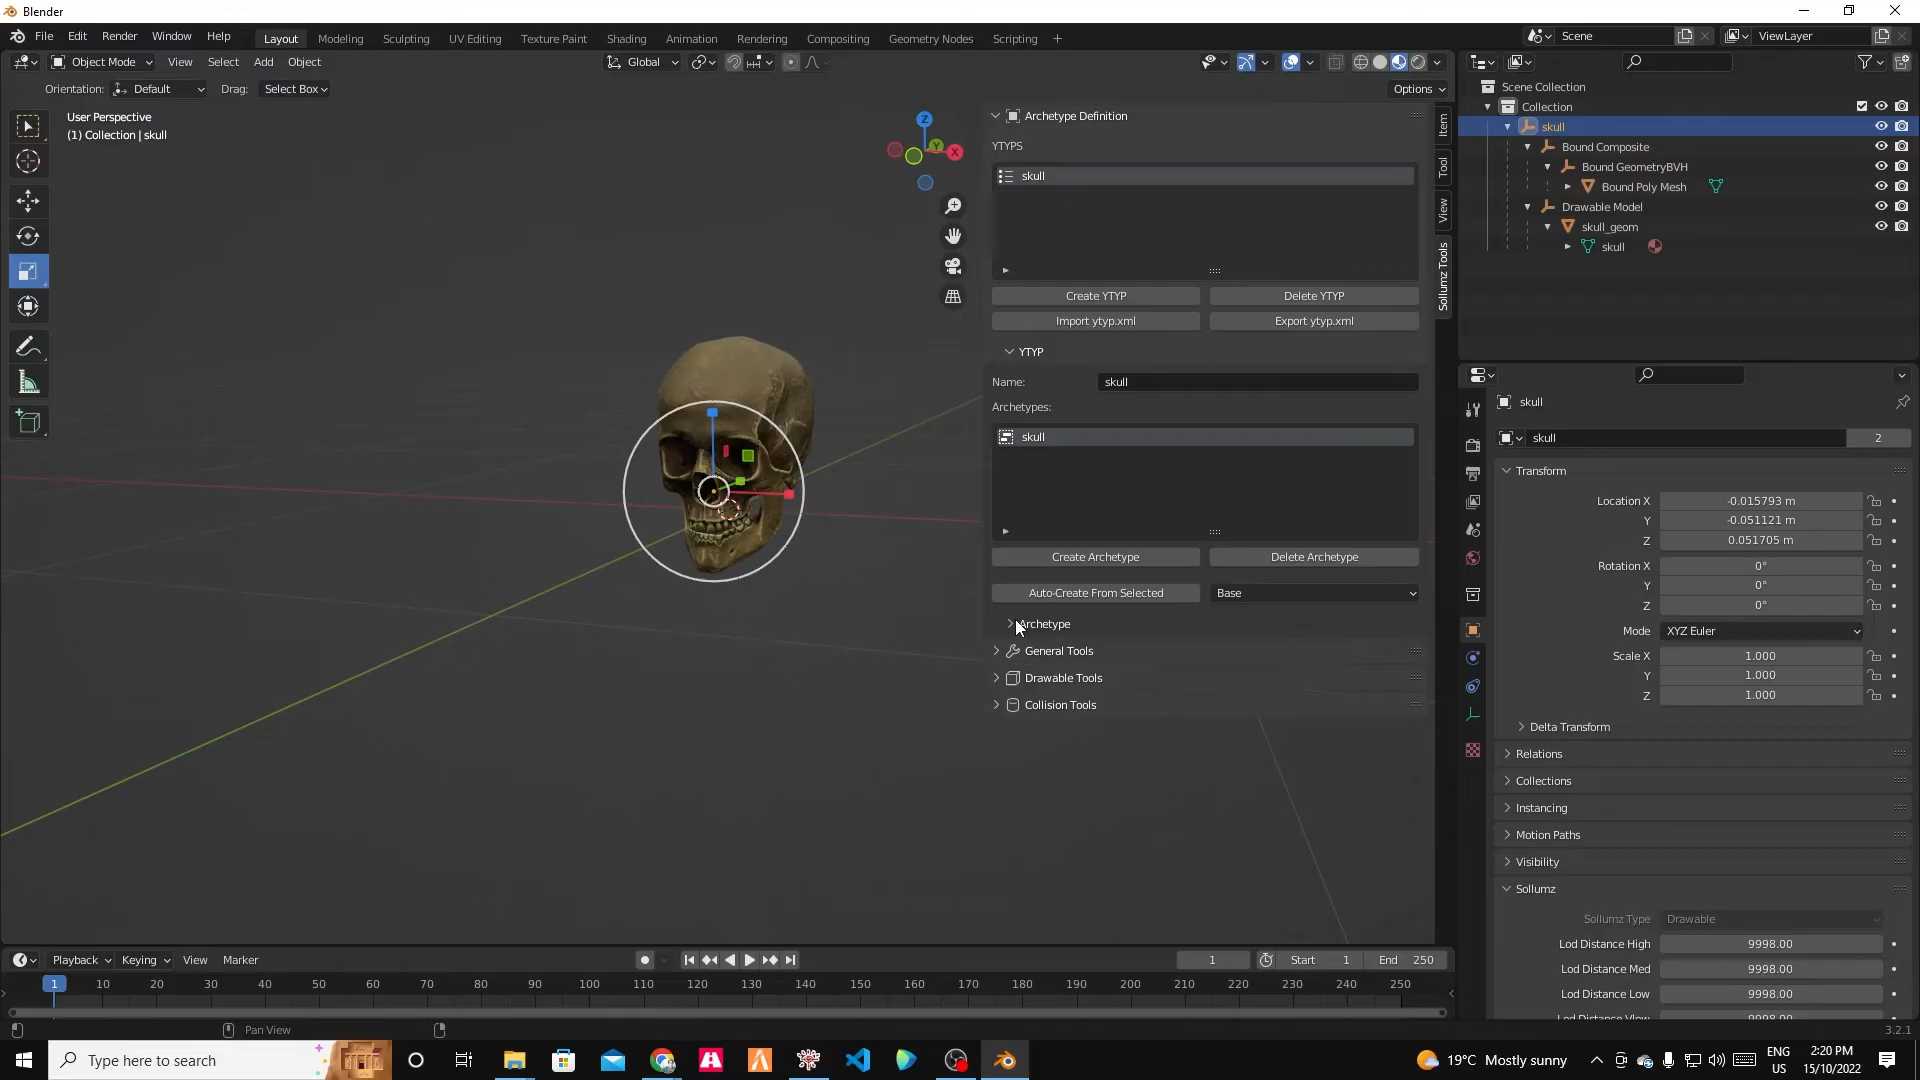 Blender
File Edit Render Window Help Layout Modeling Sculpting UV Editing Texture Paint Shading Animation Rendering Compositing Geometry Nodes Scripting + Scene ViewLayer
Object Mode View Select Add Object Global
Orientation: Default Drag: Select Box Options
User Perspective
(1) Collection | skull
Z
Y
X
Archetype Definition
YTYPS
skull
Create YTYP Delete YTYP
Import ytyp.xml Export ytyp.xml
YTYP
Name: skull
Archetypes:
skull
Create Archetype Delete Archetype
Auto-Create From Selected Base
Archetype
General Tools
Drawable Tools
Collision Tools
Item
Tool
View
Sollumz Tools
Scene Collection
Collection
skull
Bound Composite
Bound GeometryBVH
Bound Poly Mesh
Drawable Model
skull_geom
skull
skull
skull 2
Transform
Location X -0.015793 m
Y -0.051121 m
Z 0.051705 m
Rotation X 0°
Y 0°
Z 0°
Mode XYZ Euler
Scale X 1.000
Y 1.000
Z 1.000
Delta Transform
Relations
Collections
Instancing
Motion Paths
Visibility
Sollumz
Sollumz Type Drawable
Lod Distance High 9998.00
Lod Distance Med 9998.00
Lod Distance Low 9998.00
Lod Distance Vlow 9998.00
Playback Keying View Marker 1 Start 1 End 250
1 10 20 30 40 50 60 70 80 90 100 110 120 130 140 150 160 170 180 190 200 210 220 230 240 250
Pan View 3.2.1
Type here to search
19°C Mostly sunny
ENG
US
2:20 PM
15/10/2022